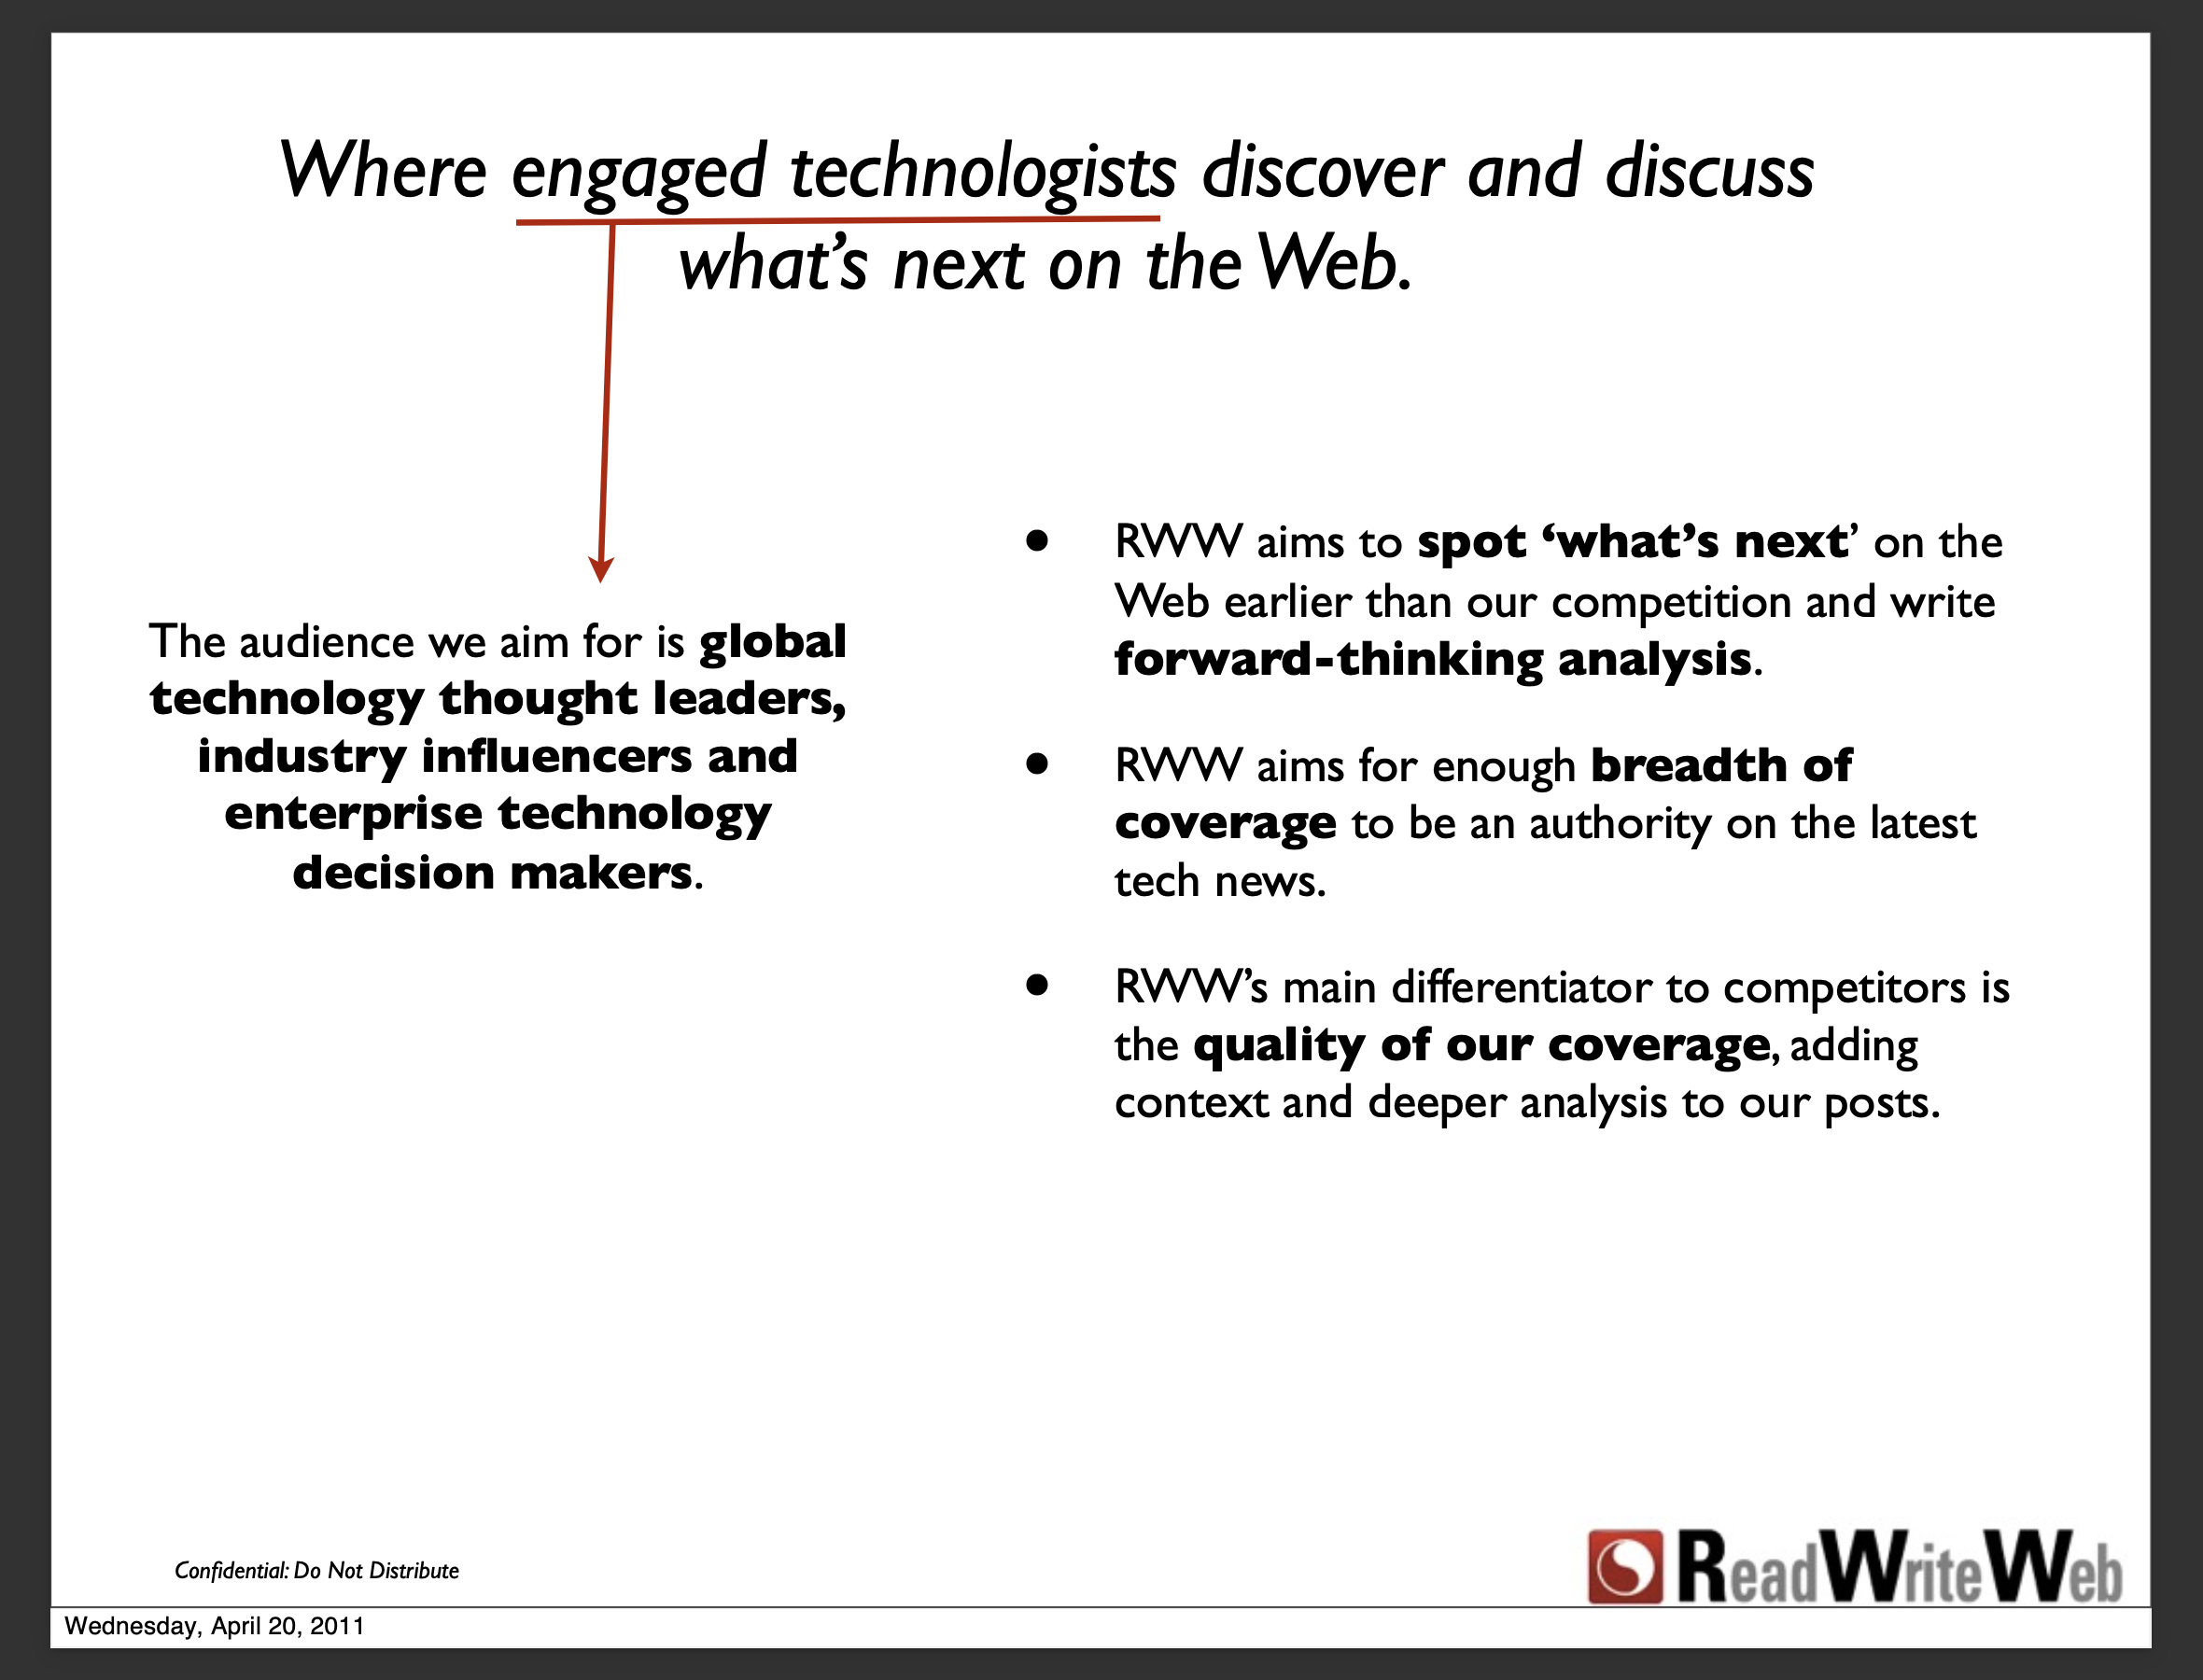 Where engaged technologists discover and discuss
what’s next on the Web.
The audience we aim for is global
technology thought leaders,
industry influencers and
enterprise technology
decision makers.
• RWW aims to spot ‘what’s next’ on the
Web earlier than our competition and write
forward-thinking analysis.
• RWW aims for enough breadth of
coverage to be an authority on the latest
tech news.
• RWW’s main differentiator to competitors is
the quality of our coverage, adding
context and deeper analysis to our posts.
Confidential: Do Not Distribute
ReadWriteWeb
Wednesday, April 20, 2011